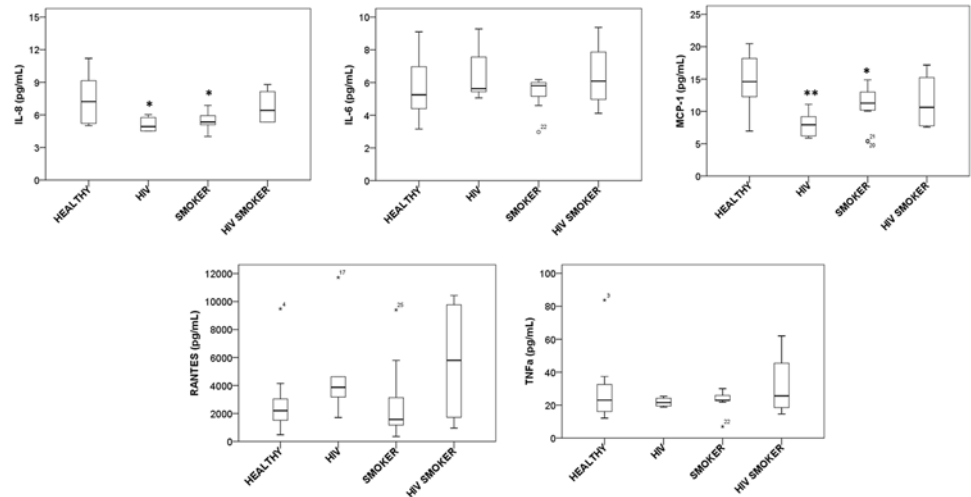 IL-8 (pg/mL)
15
12
9
6
3
0
*
*
HEALTHY
HIV
SMOKER
HIV SMOKER
IL-6 (pg/mL)
10
8
6
4
2
0
22
HEALTHY
HIV
SMOKER
HIV SMOKER
MCP-1 (pg/mL)
25
20
15
10
5
0
**
*
21
20
HEALTHY
HIV
SMOKER
HIV SMOKER
RANTES (pg/mL)
12000
10000
8000
6000
4000
2000
0
4
17
25
HEALTHY
HIV
SMOKER
HIV SMOKER
TNFa (pg/mL)
100
80
60
40
20
0
3
22
HEALTHY
HIV
SMOKER
HIV SMOKER